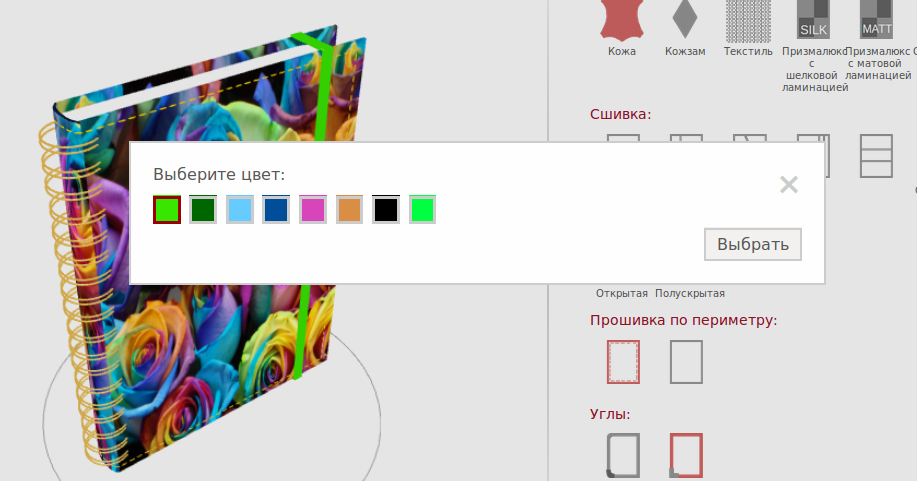 SILK
MATT
Кожа
Кожзам
Текстиль
Призмалюкс
с
шелковой
ламинацией
Призмалюкс
с матовой
ламинацией
Сшивка:
Выберите цвет:
×
Выбрать
Открытая
Полускрытая
Прошивка по периметру:
Углы: